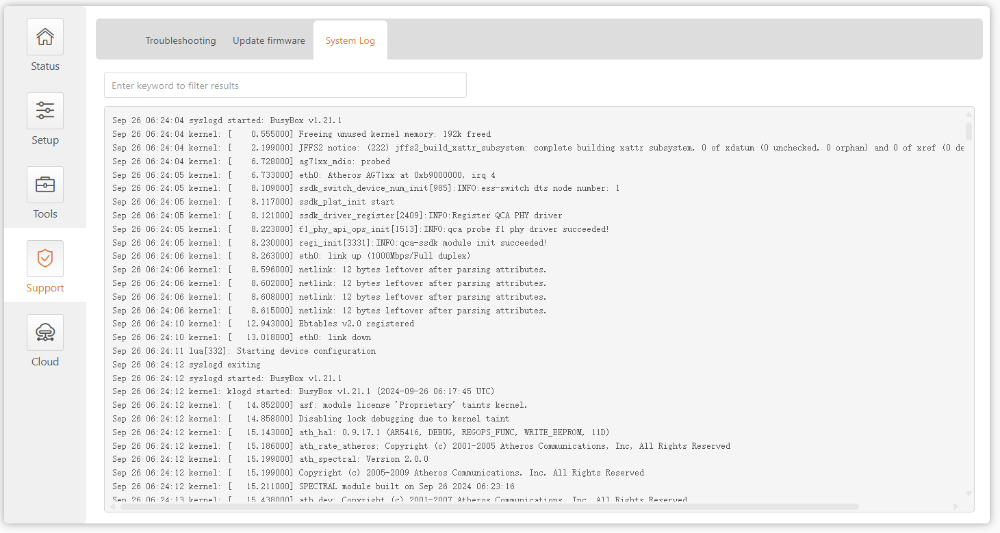 Status
Setup
Tools
Support
Cloud
Troubleshooting
Update firmware
System Log
Enter keyword to filter results
Sep 26 06:24:04 syslogd started: BusyBox v1.21.1
Sep 26 06:24:04 kernel: [    0.555000] Freeing unused kernel memory: 192k freed
Sep 26 06:24:04 kernel: [    2.199000] JFFS2 notice: (222) jffs2_build_xattr_subsystem: complete building xattr subsystem, 0 of xdatum (0 unchecked, 0 orphan) and 0 of xref (0 de
Sep 26 06:24:04 kernel: [    6.728000] ag71xx_mdio: probed
Sep 26 06:24:05 kernel: [    6.733000] eth0: Atheros AG71xx at 0xb9000000, irq 4
Sep 26 06:24:05 kernel: [    8.109000] ssdk_switch_device_num_init[985]:INFO:ess-switch dts node number: 1
Sep 26 06:24:05 kernel: [    8.117000] ssdk_plat_init start
Sep 26 06:24:05 kernel: [    8.121000] ssdk_driver_register[2409]:INFO:Register QCA PHY driver
Sep 26 06:24:05 kernel: [    8.223000] f1_phy_api_ops_init[1513]:INFO:qca probe f1 phy driver succeeded!
Sep 26 06:24:05 kernel: [    8.230000] regi_init[3331]:INFO:qca-ssdk module init succeeded!
Sep 26 06:24:06 kernel: [    8.263000] eth0: link up (1000Mbps/Full duplex)
Sep 26 06:24:06 kernel: [    8.596000] netlink: 12 bytes leftover after parsing attributes.
Sep 26 06:24:06 kernel: [    8.602000] netlink: 12 bytes leftover after parsing attributes.
Sep 26 06:24:06 kernel: [    8.608000] netlink: 12 bytes leftover after parsing attributes.
Sep 26 06:24:06 kernel: [    8.615000] netlink: 12 bytes leftover after parsing attributes.
Sep 26 06:24:10 kernel: [   12.943000] Ebtables v2.0 registered
Sep 26 06:24:10 kernel: [   13.018000] eth0: link down
Sep 26 06:24:11 lua[332]: Starting device configuration
Sep 26 06:24:12 syslogd exiting
Sep 26 06:24:12 syslogd started: BusyBox v1.21.1
Sep 26 06:24:12 kernel: klogd started: BusyBox v1.21.1 (2024-09-26 06:17:45 UTC)
Sep 26 06:24:12 kernel: [   14.852000] asf: module license 'Proprietary' taints kernel.
Sep 26 06:24:12 kernel: [   14.858000] Disabling lock debugging due to kernel taint
Sep 26 06:24:12 kernel: [   15.143000] ath_hal: 0.9.17.1 (AR5416, DEBUG, REGOPS_FUNC, WRITE_EEPROM, 11D)
Sep 26 06:24:12 kernel: [   15.186000] ath_rate_atheros: Copyright (c) 2001-2005 Atheros Communications, Inc, All Rights Reserved
Sep 26 06:24:12 kernel: [   15.199000] ath_spectral: Version 2.0.0
Sep 26 06:24:12 kernel: [   15.199000] Copyright (c) 2005-2009 Atheros Communications, Inc. All Rights Reserved
Sep 26 06:24:12 kernel: [   15.211000] SPECTRAL module built on Sep 26 2024 06:23:16
Sep 26 06:24:13 kernel: [   15.438000] ath_dev: Copyright (c) 2001-2007 Atheros Communications, Inc, All Rights Reserved